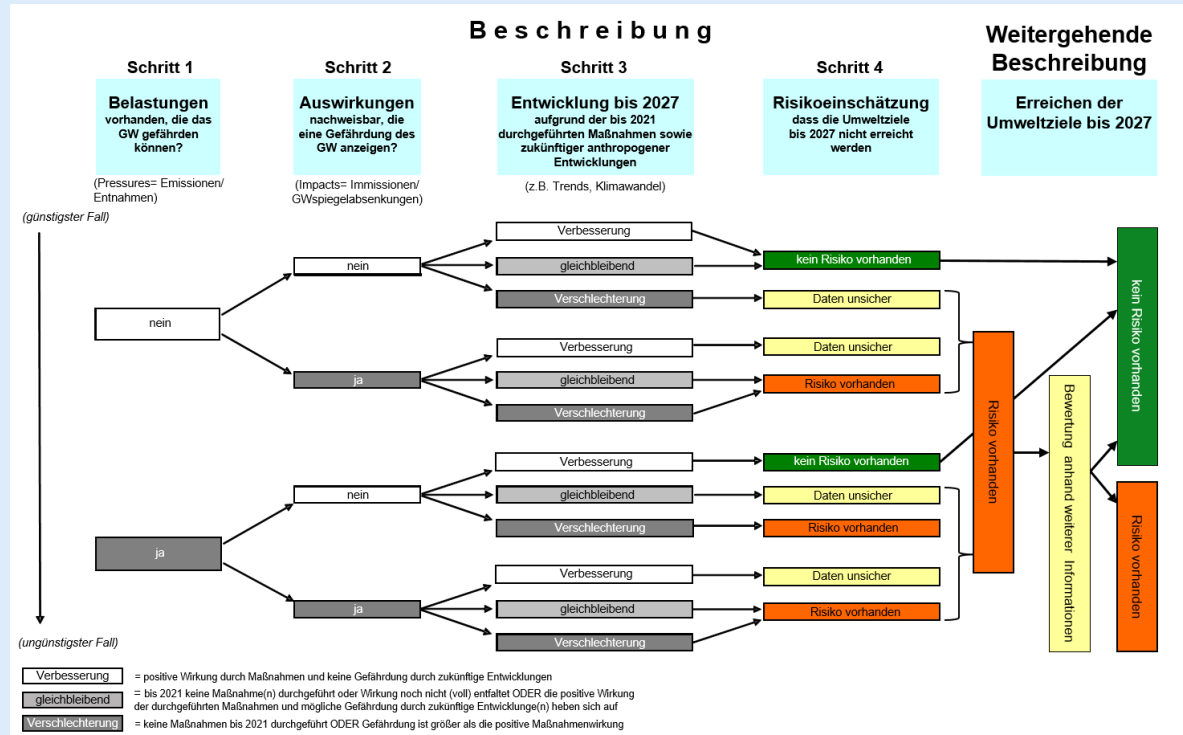 Beschreibung
Weitergehende
Beschreibung
Schritt 1
Belastungen
vorhanden, die das
GW gefährden
können?
(Pressures= Emissionen/
Entnahmen)
Schritt 2
Auswirkungen
nachweisbar, die
eine Gefährdung des
GW anzeigen?
(Impacts= Immissionen/
GWspiegelabsenkungen)
Schritt 3
Entwicklung bis 2027
aufgrund der bis 2021
durchgeführten Maßnahmen sowie
zukünftiger anthropogener
Entwicklungen
(z.B. Trends, Klimawandel)
Schritt 4
Risikoeinschätzung
dass die Umweltziele
bis 2027 nicht erreicht
werden
Erreichen der
Umweltziele bis 2027
(günstigster Fall)
nein
ja
(ungünstigster Fall)
nein
ja
nein
ja
Verbesserung
gleichbleibend
Verschlechterung
Verbesserung
gleichbleibend
Verschlechterung
Verbesserung
gleichbleibend
Verschlechterung
Verbesserung
gleichbleibend
Verschlechterung
kein Risiko vorhanden
Daten unsicher
Daten unsicher
Risiko vorhanden
kein Risiko vorhanden
Daten unsicher
Risiko vorhanden
Daten unsicher
Risiko vorhanden
Risiko vorhanden
Bewertung anhand weiterer Informationen
kein Risiko vorhanden
Risiko vorhanden
Verbesserung = positive Wirkung durch Maßnahmen und keine Gefährdung durch zukünftige Entwicklungen
gleichbleibend = bis 2021 keine Maßnahme(n) durchgeführt oder Wirkung noch nicht (voll) entfaltet ODER die positive Wirkung
der durchgeführten Maßnahmen und mögliche Gefährdung durch zukünftige Entwicklunge(n) heben sich auf
Verschlechterung = keine Maßnahmen bis 2021 durchgeführt ODER Gefährdung ist größer als die positive Maßnahmenwirkung